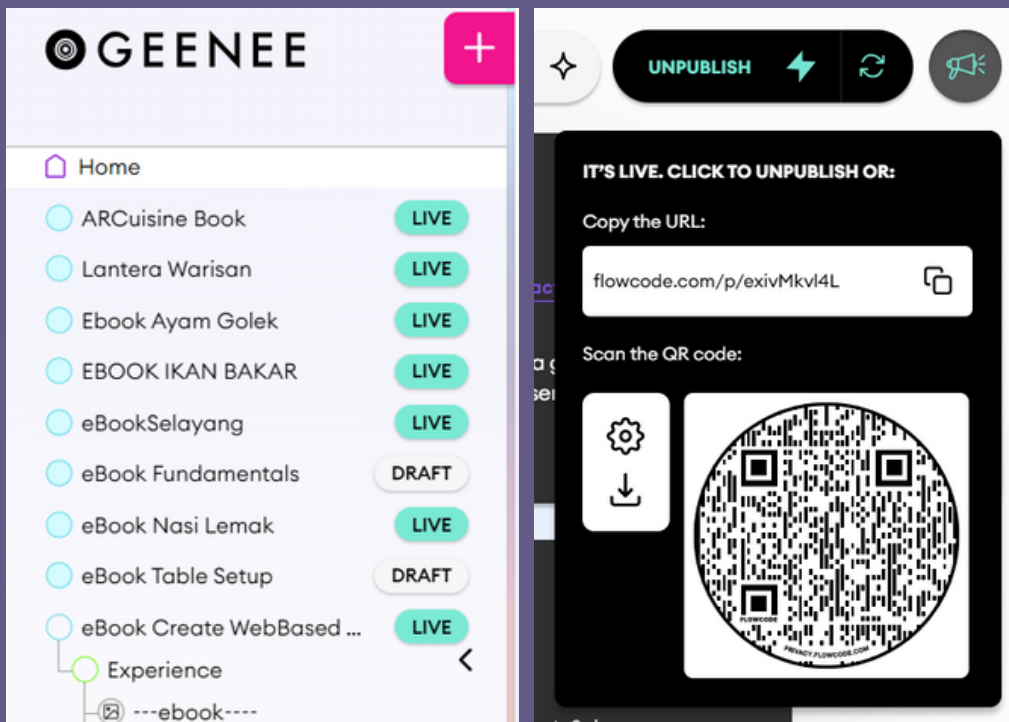 GEENEE
Home
ARCuisine Book LIVE
Lantera Warisan LIVE
Ebook Ayam Golek LIVE
EBOOK IKAN BAKAR LIVE
eBookSelayang LIVE
eBook Fundamentals DRAFT
eBook Nasi Lemak LIVE
eBook Table Setup DRAFT
eBook Create WebBased ... LIVE
Experience
---ebook----
UNPUBLISH
IT'S LIVE. CLICK TO UNPUBLISH OR:
Copy the URL:
flowcode.com/p/exivMkvl4L
Scan the QR code:
FLOWCODE
PRIVACY.FLOWCODE.COM